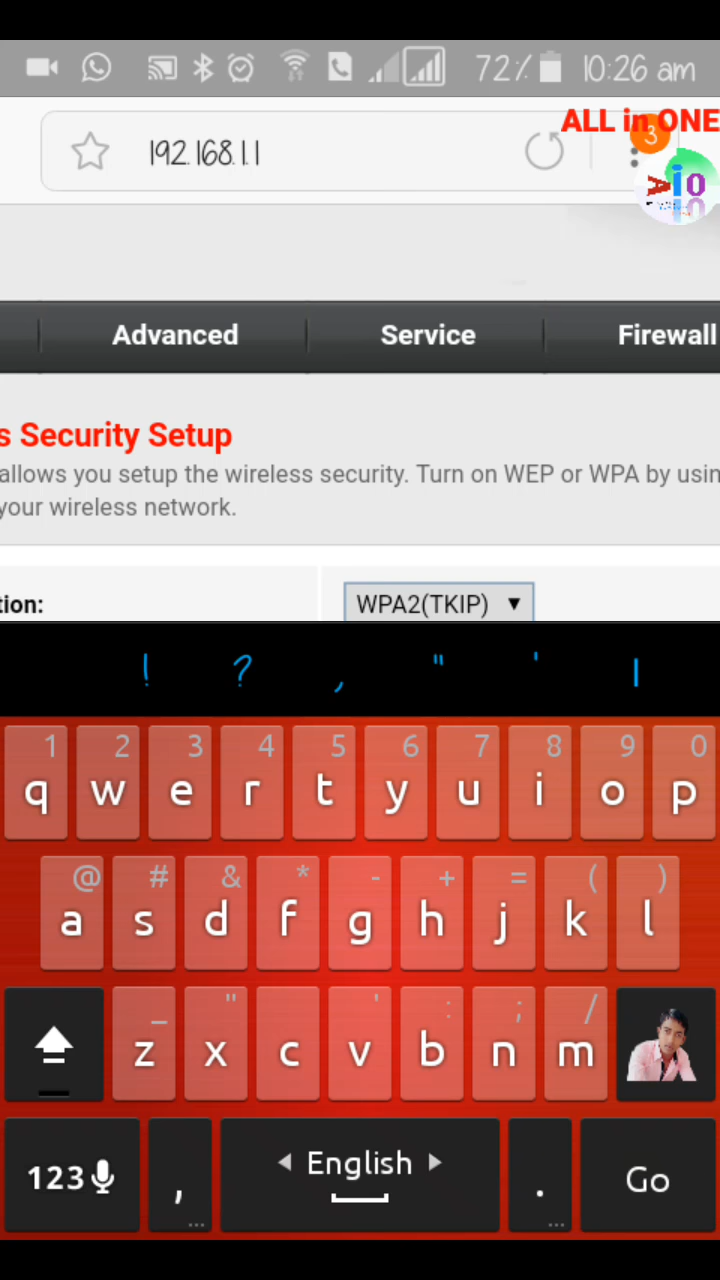 72% 10:26 am
192.168.1.1
ALL in ONE
3
Aio
Advanced Service Firewall
s Security Setup
allows you setup the wireless security. Turn on WEP or WPA by usin
your wireless network.
tion: WPA2(TKIP) ▼
! ? , " ' |
1 2 3 4 5 6 7 8 9 0
q w e r t y u i o p
@ # & * - + = ( )
a s d f g h j k l
_ " ' : ; /
z x c v b n m
123 , English . Go